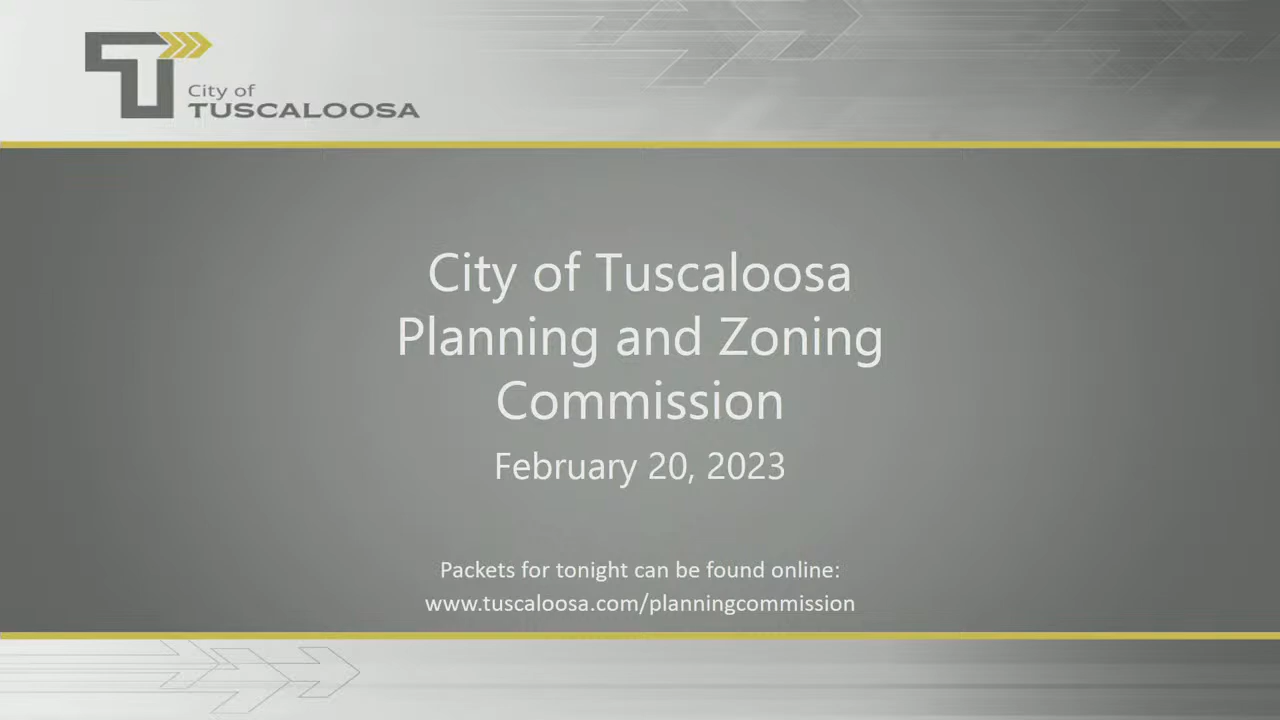 City of
TUSCALOOSA
City of Tuscaloosa
Planning and Zoning
Commission
February 20, 2023
Packets for tonight can be found online:
www.tuscaloosa.com/planningcommission